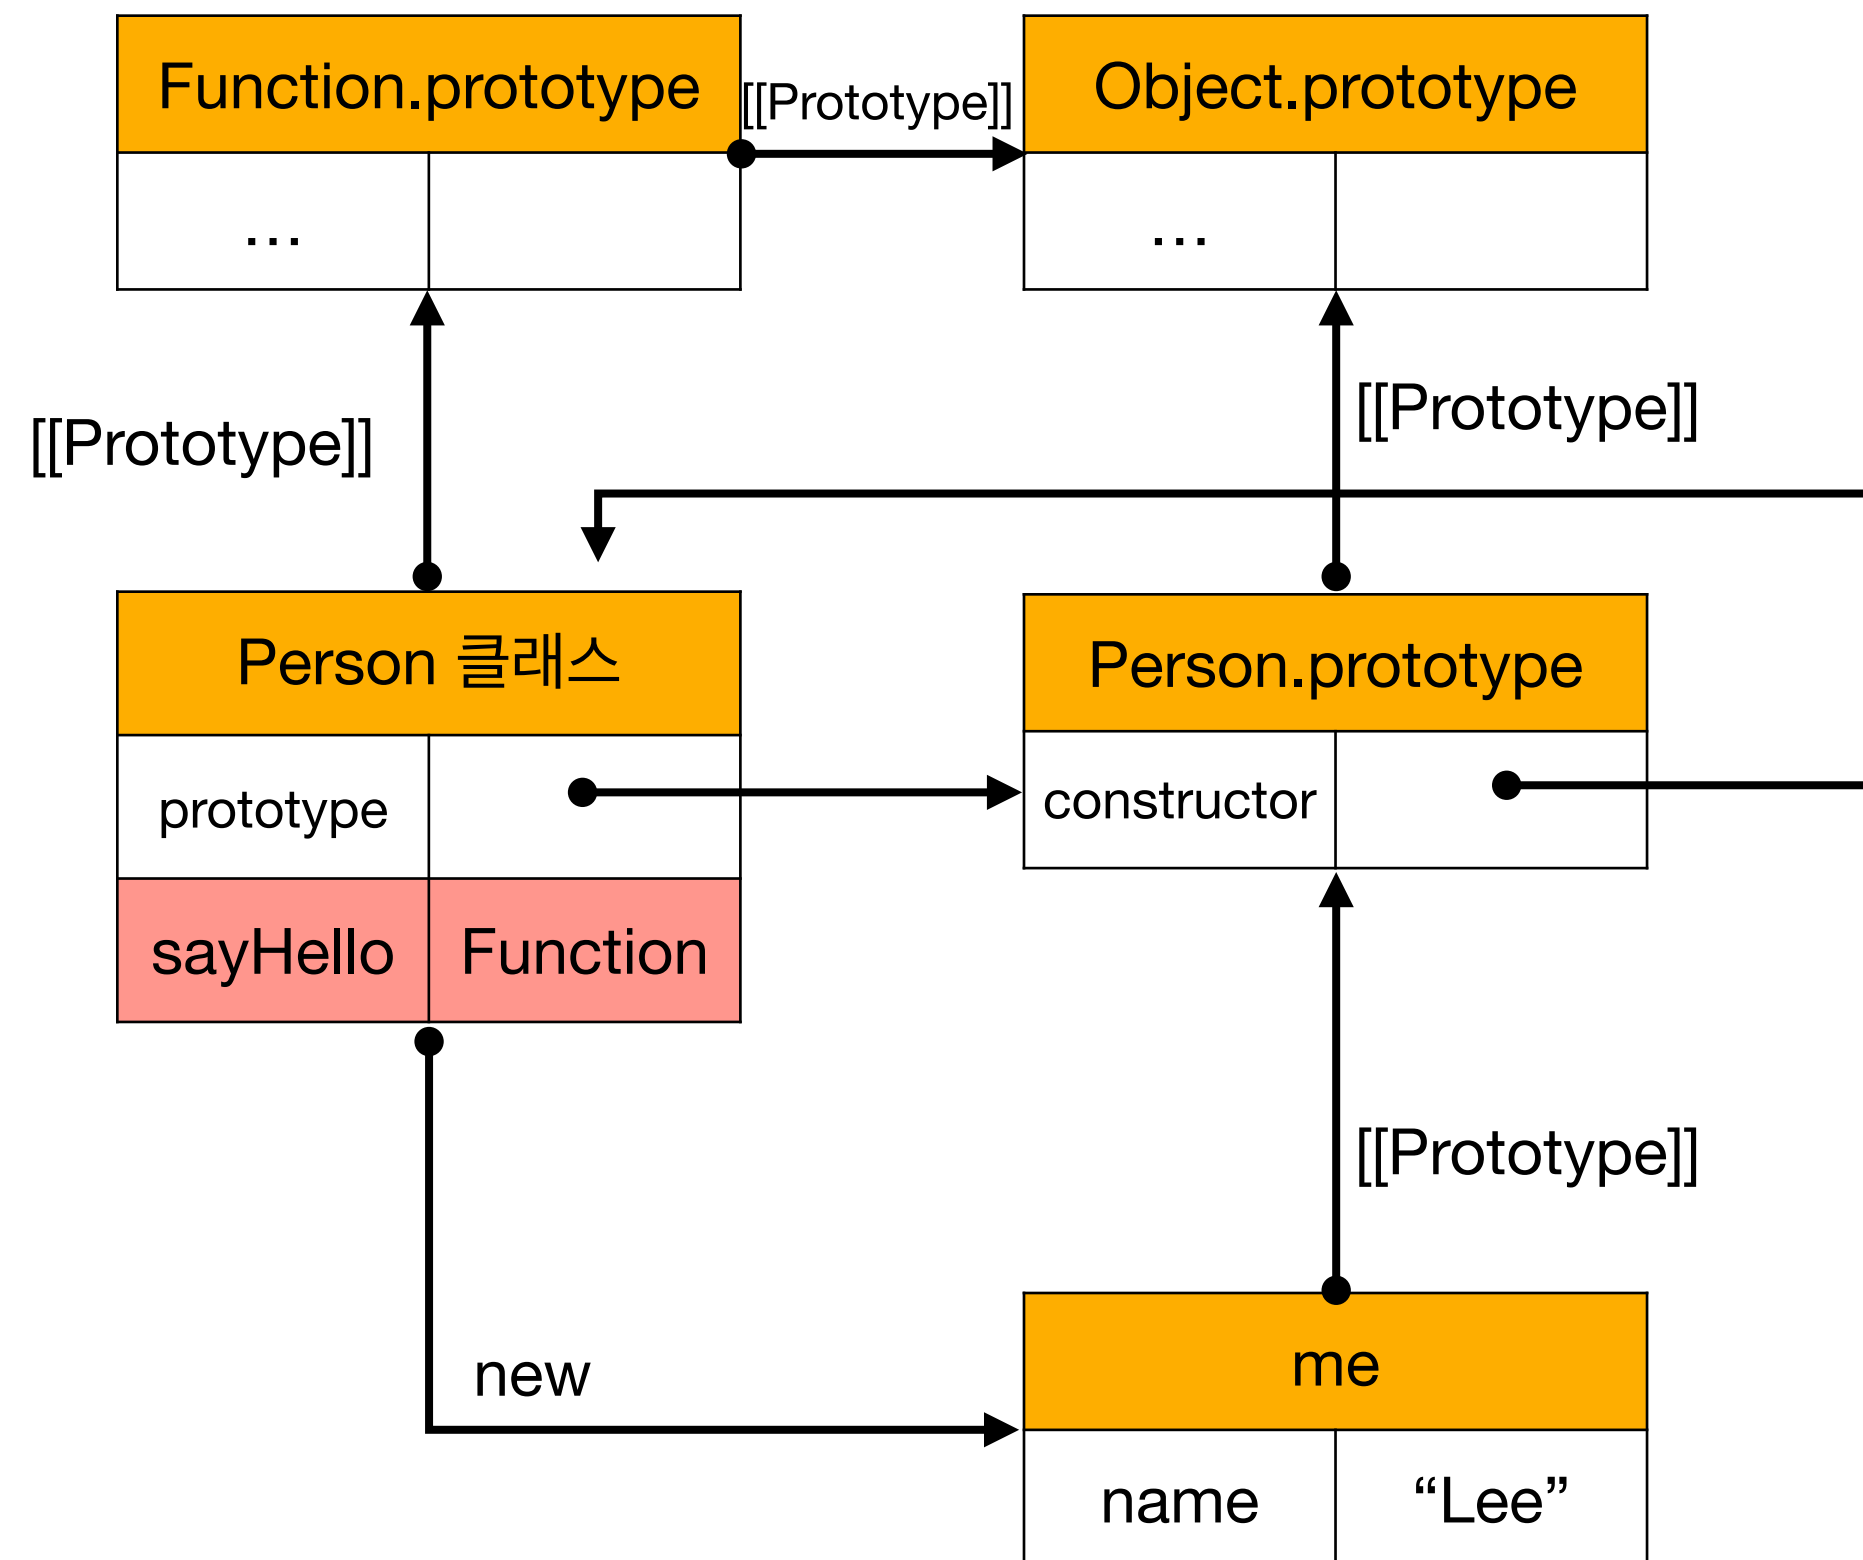 Function.prototype
[[Prototype]]
Object.prototype
...
...
[[Prototype]]
[[Prototype]]
Person 클래스
Person.prototype
prototype
constructor
sayHello
Function
[[Prototype]]
new
me
name
“Lee”